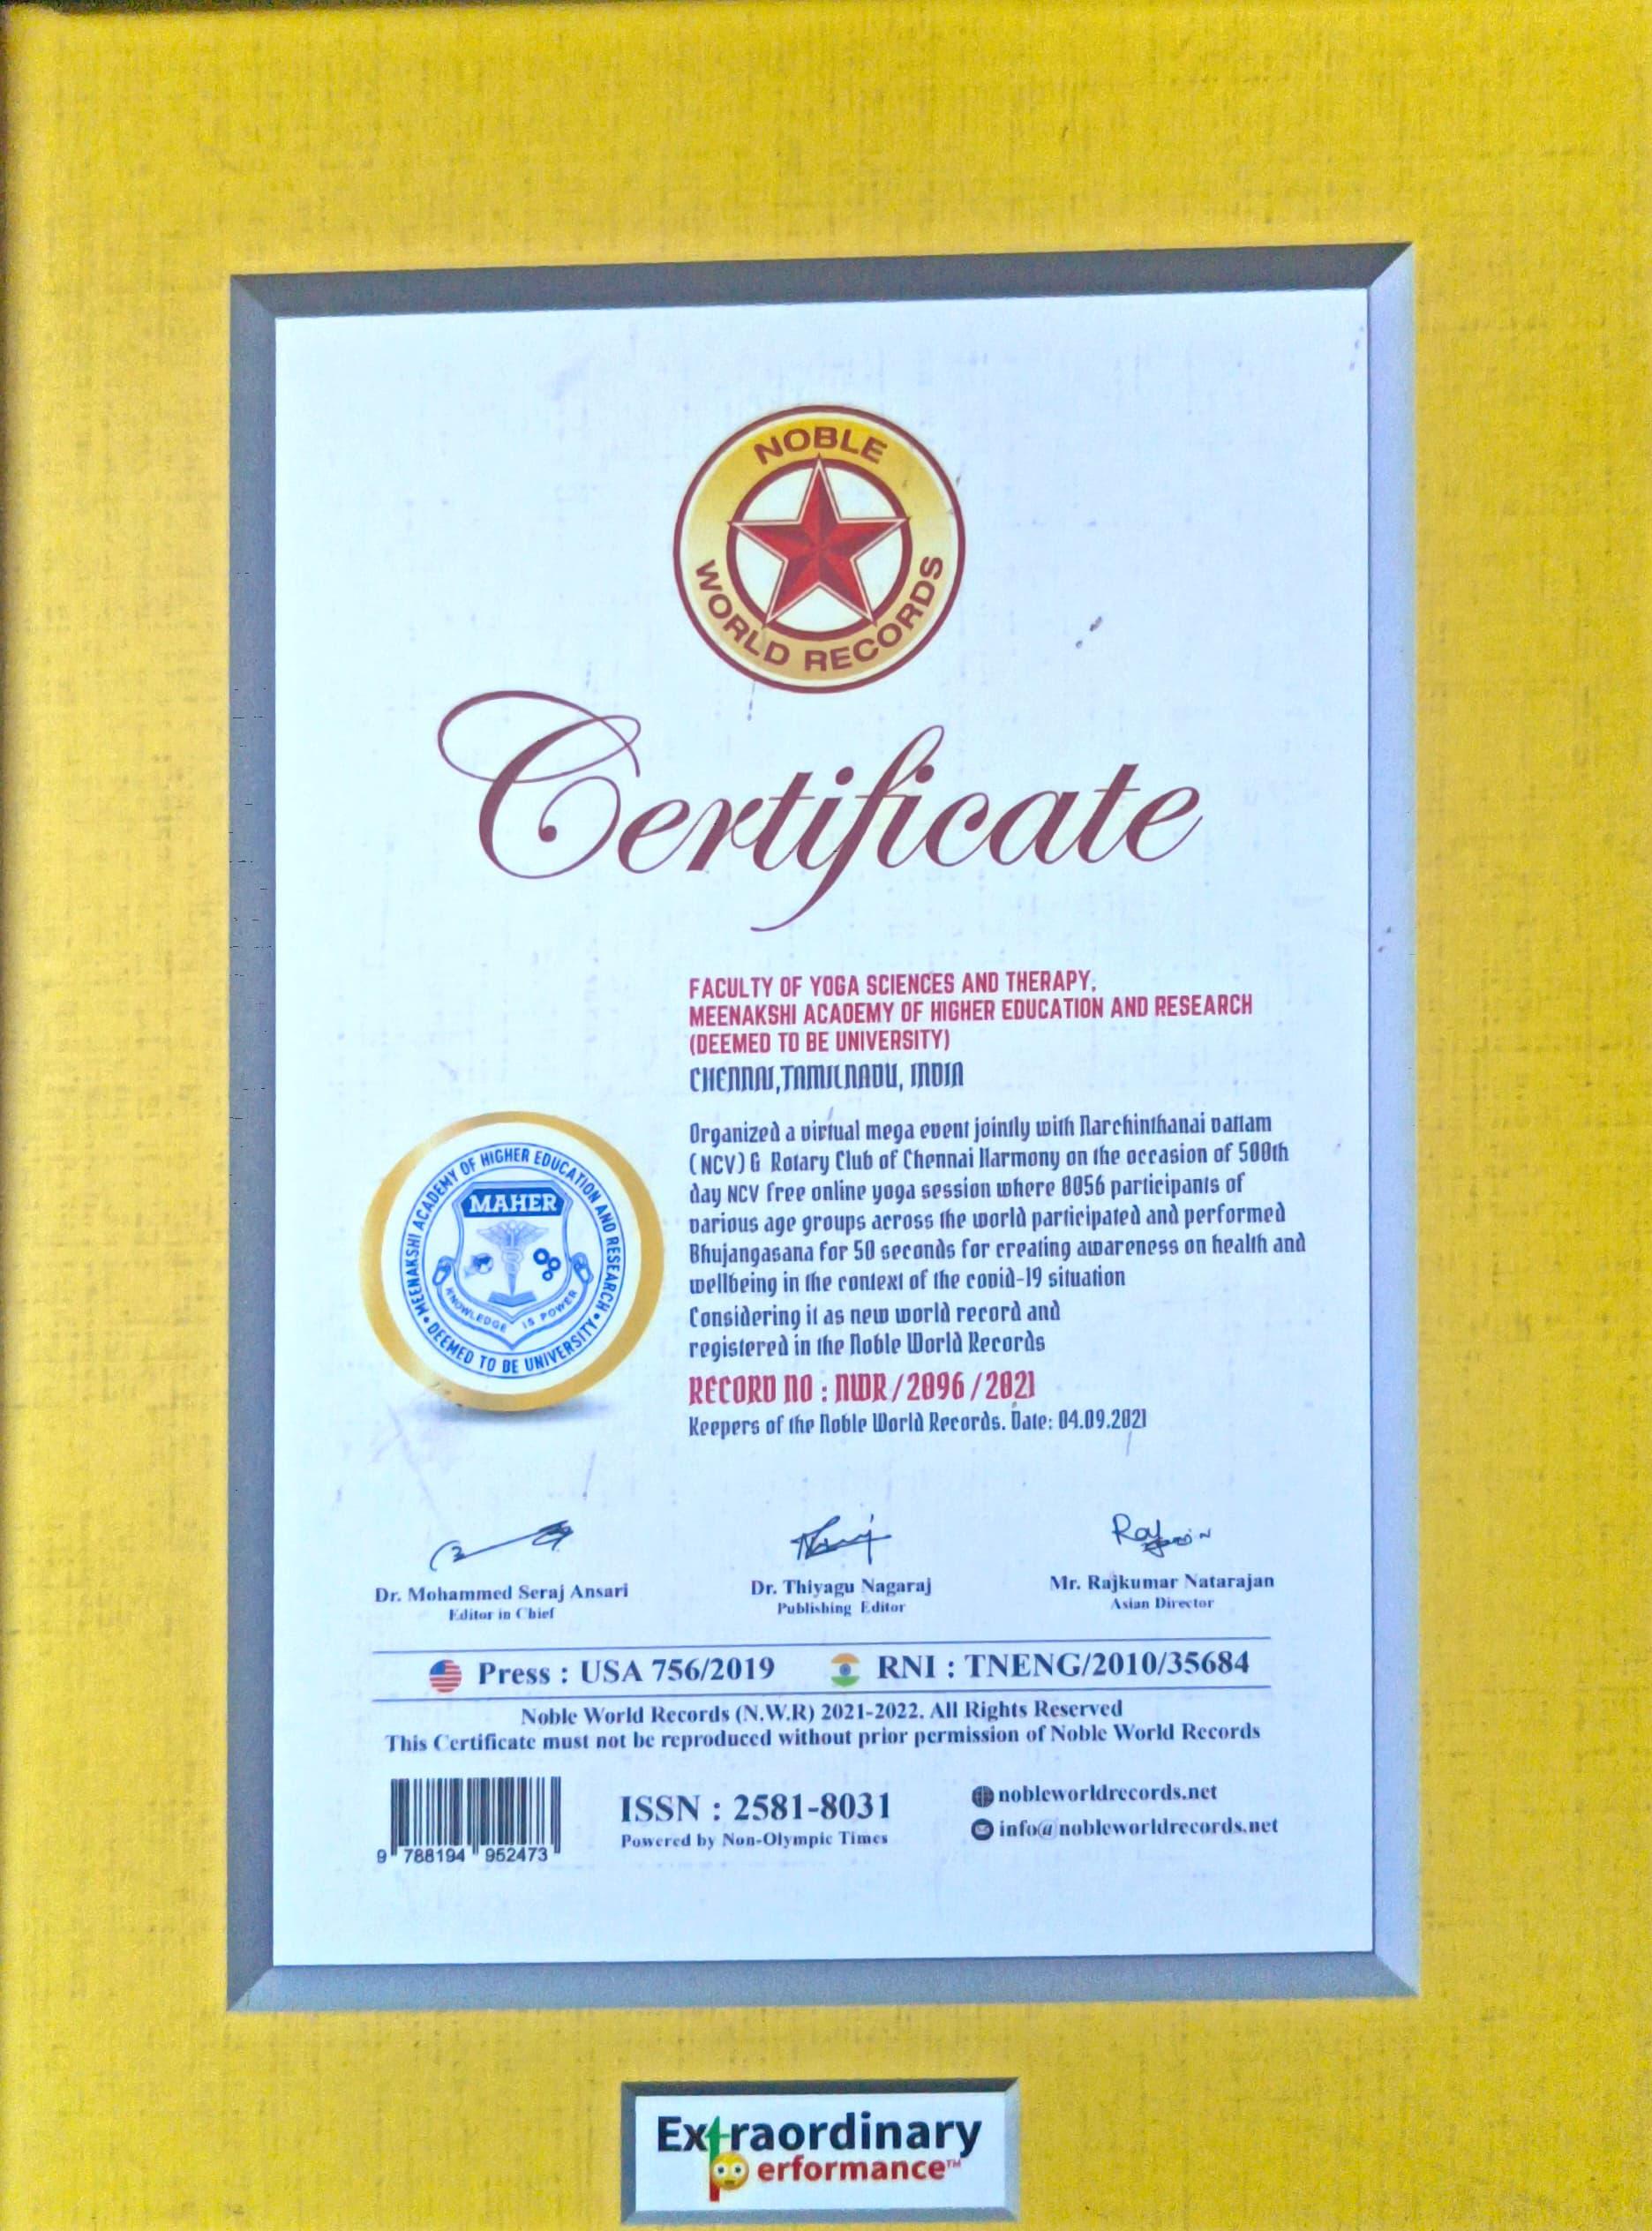 NOBLE
WORLD RECORDS
Certificate
FACULTY OF YOGA SCIENCES AND THERAPY,
MEENAKSHI ACADEMY OF HIGHER EDUCATION AND RESEARCH
(DEEMED TO BE UNIVERSITY)
CHENNAI,TAMILNADU, INDIA
Organized a virtual mega event jointly with Narchinthanai vattam
(NCV) & Rotary Club of Chennai Harmony on the occasion of 500th
day NCV free online yoga session where 8056 participants of
various age groups across the world participated and performed
Bhujangasana for 50 seconds for creating awareness on health and
wellbeing in the context of the covid-19 situation
Considering it as new world record and
registered in the Noble World Records
RECORD NO : NWR / 2096 / 2021
Keepers of the Noble World Records. Date: 04.09.2021
MEENAKSHI ACADEMY OF HIGHER EDUCATION AND RESEARCH
DEEMED TO BE UNIVERSITY
MAHER
KNOWLEDGE IS POWER
Dr. Mohammed Seraj Ansari
Editor in Chief
Dr. Thiyagu Nagaraj
Publishing Editor
Mr. Rajkumar Natarajan
Asian Director
Press : USA 756/2019
RNI : TNENG/2010/35684
Noble World Records (N.W.R) 2021-2022. All Rights Reserved
This Certificate must not be reproduced without prior permission of Noble World Records
9 788194 952473
ISSN : 2581-8031
Powered by Non-Olympic Times
nobleworldrecords.net
info@nobleworldrecords.net
Extraordinary
Performance™